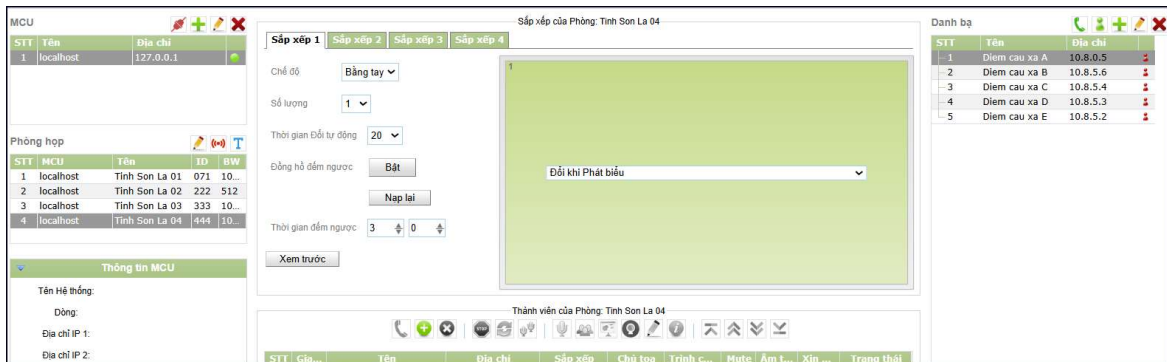 MCU
STT Tên Địa chỉ
1 localhost 127.0.0.1
Phòng họp
STT MCU Tên ID BW
1 localhost Tinh Son La 01 071 10...
2 localhost Tinh Son La 02 222 512
3 localhost Tinh Son La 03 333 10...
4 localhost Tinh Son La 04 444 10...
Thông tin MCU
Tên Hệ thống:
Dòng:
Địa chỉ IP 1:
Địa chỉ IP 2:
Sắp xếp của Phòng: Tinh Son La 04
Sắp xếp 1 Sắp xếp 2 Sắp xếp 3 Sắp xếp 4
Chế độ Bằng tay
Số lượng 1
Thời gian Đổi tự động 20
Đồng hồ đếm ngược Bật
Nạp lại
Thời gian đếm ngược 3 0
Xem trước
1
Đổi khi Phát biểu
Thành viên của Phòng: Tinh Son La 04
STOP
STT Gia... Tên Địa chỉ Sắp xếp Chủ tọa Trình c... Mute Âm t... Xin ... Trạng thái
Danh bạ
STT Tên Địa chỉ
1 Diem cau xa A 10.8.0.5
2 Diem cau xa B 10.8.5.6
3 Diem cau xa C 10.8.5.4
4 Diem cau xa D 10.8.5.3
5 Diem cau xa E 10.8.5.2